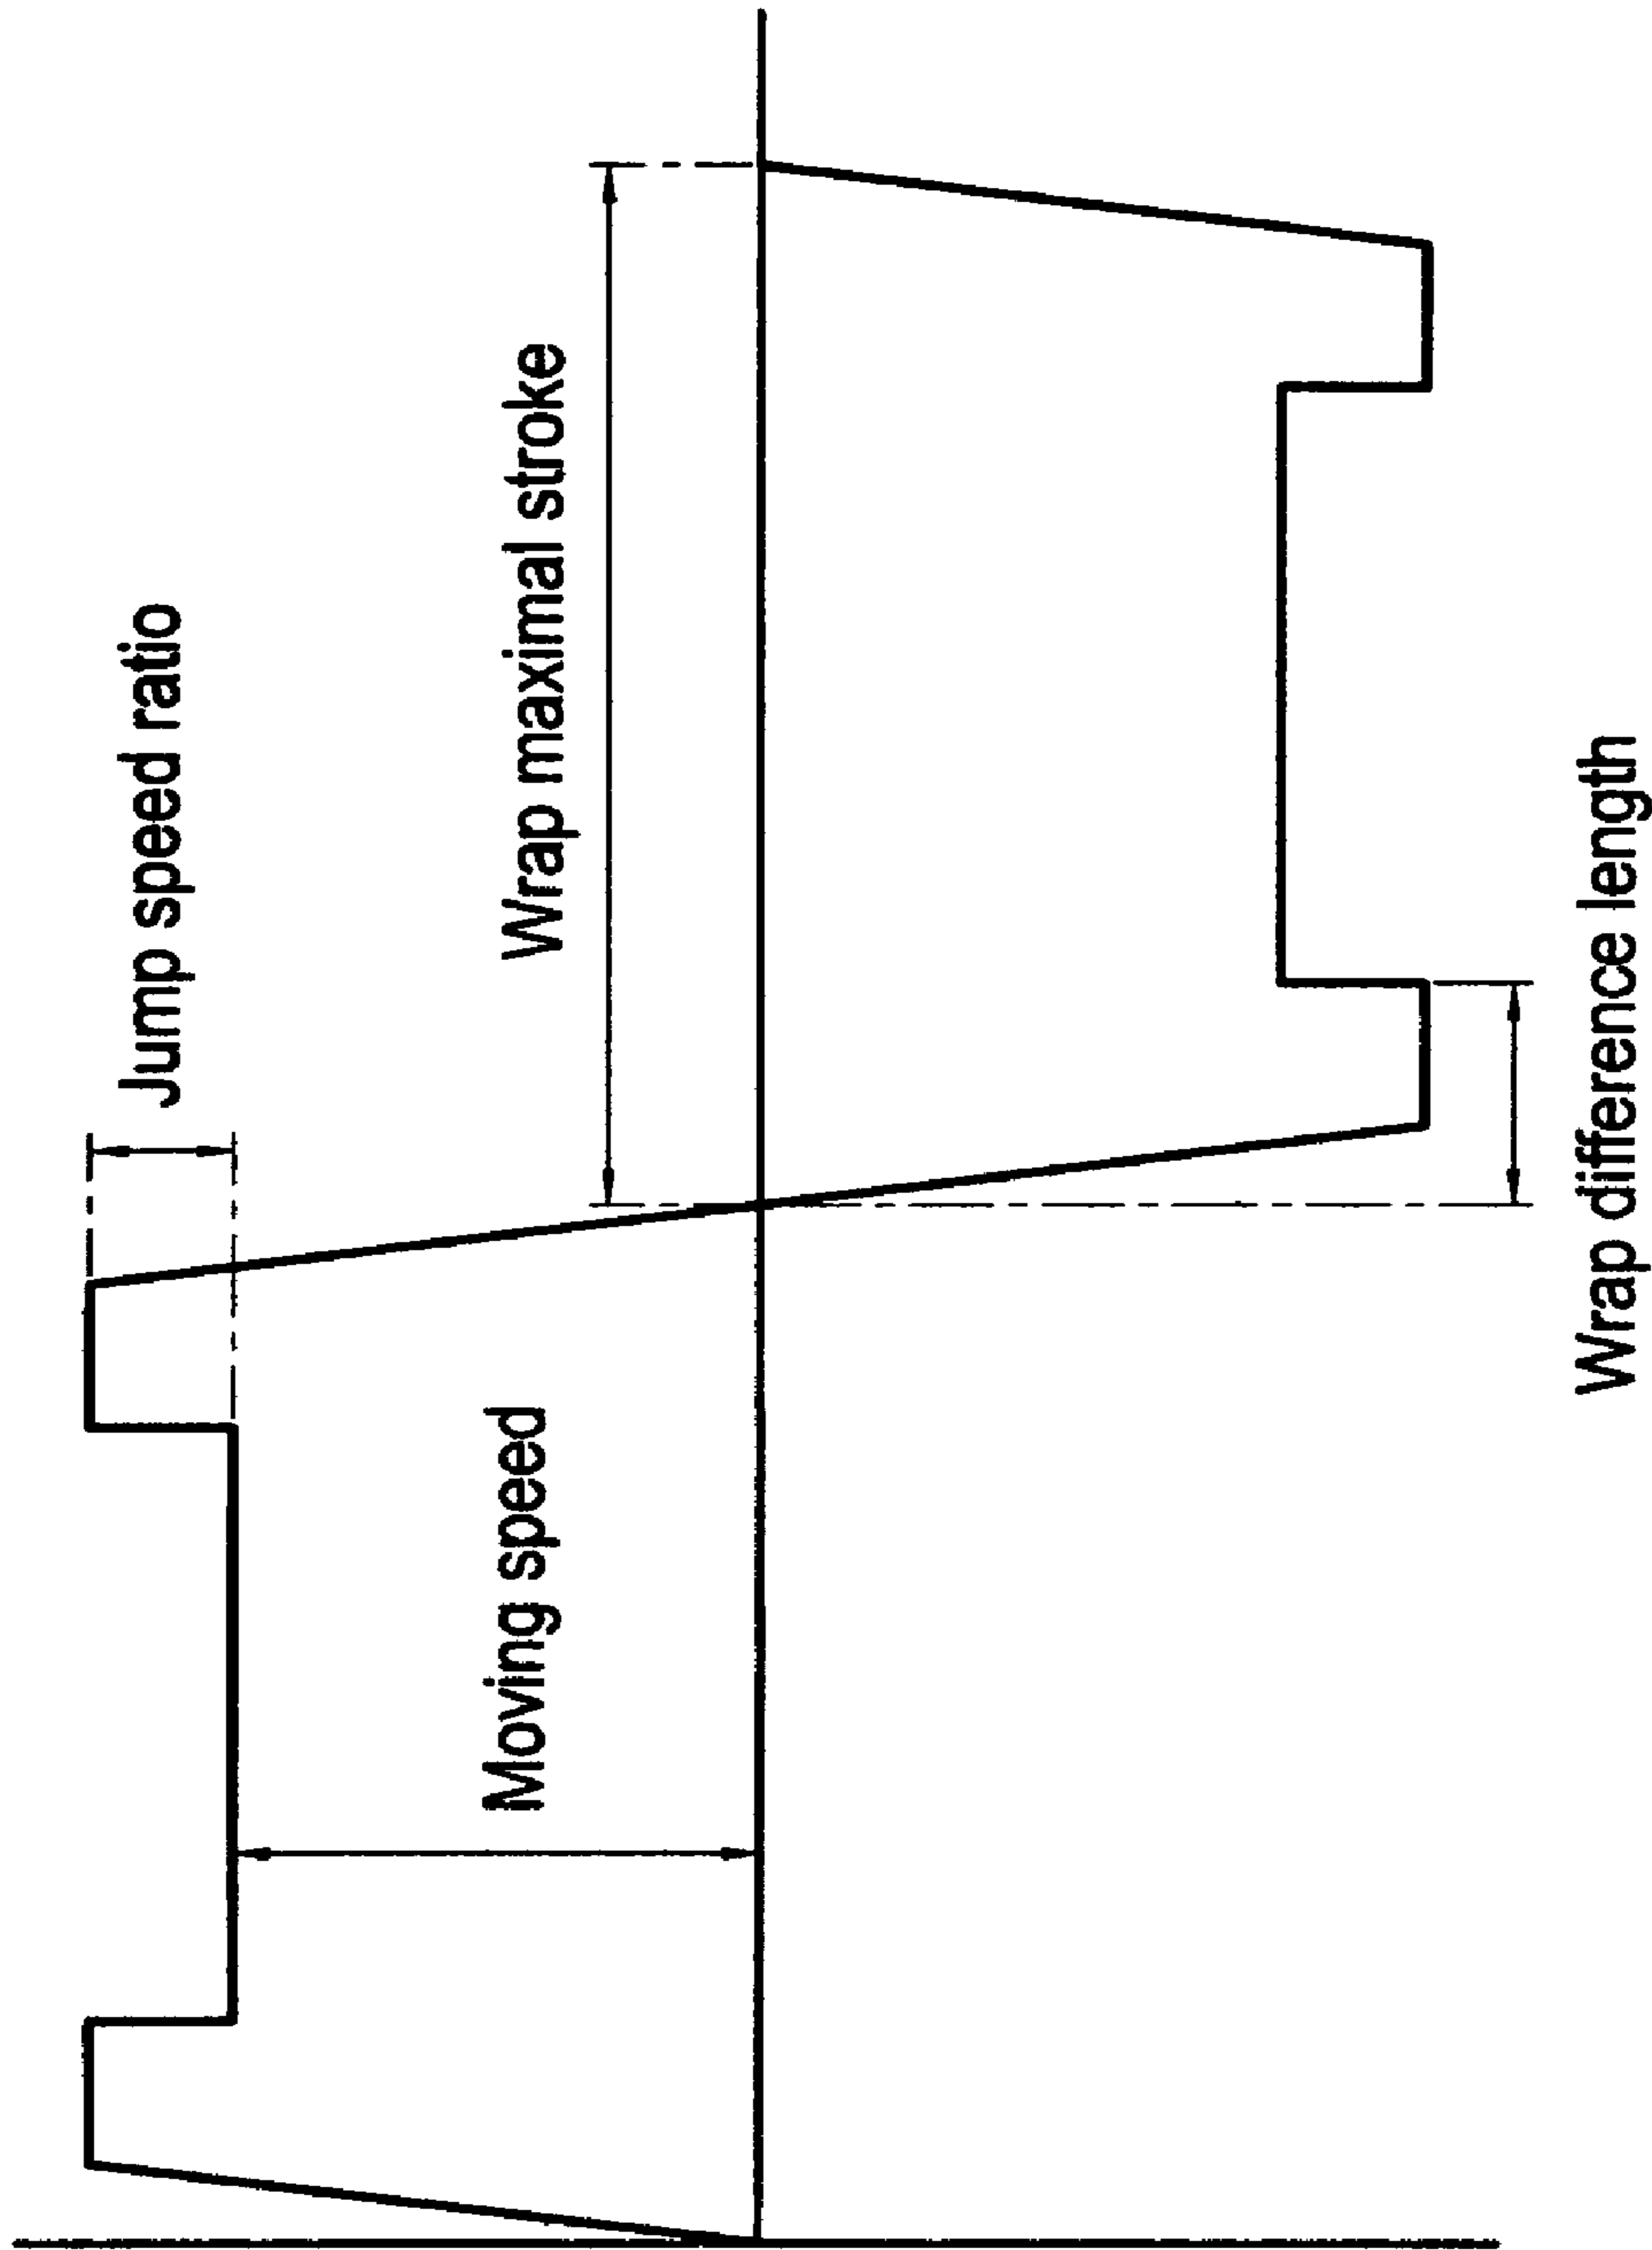 Jump speed ratio
Wrap maximal stroke
Moving speed
Wrap difference length